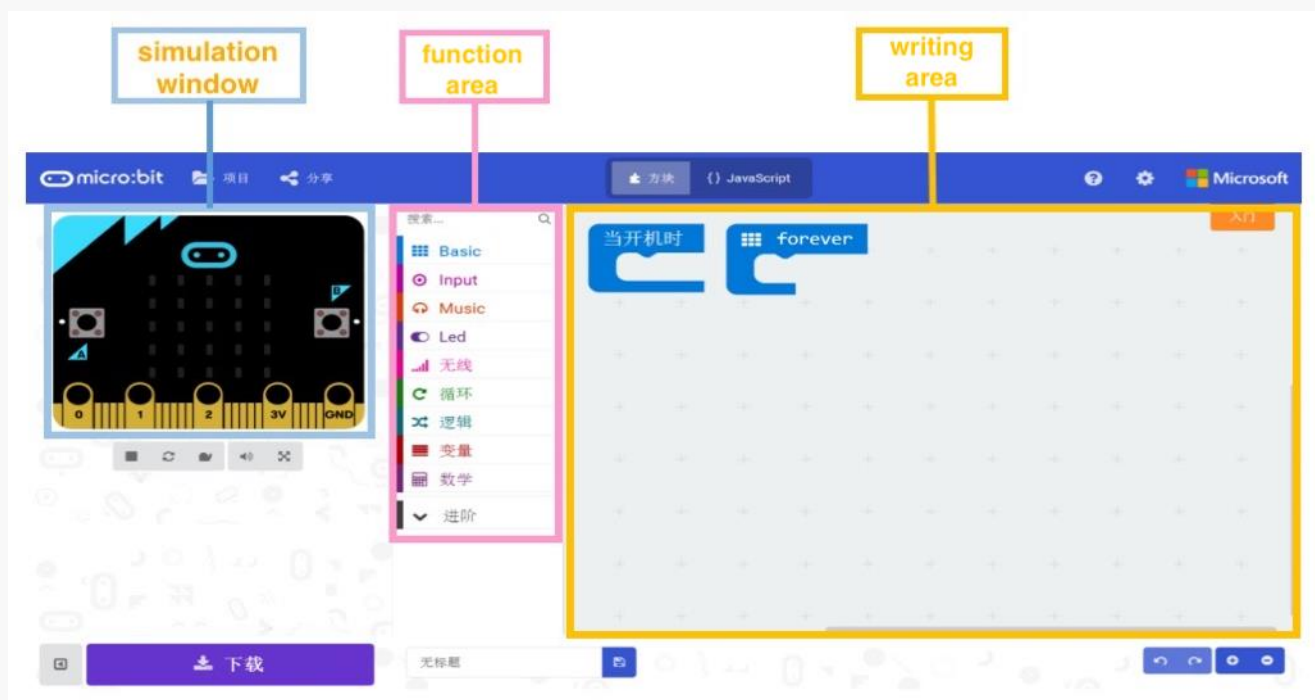 simulation
window
function
area
writing
area
micro:bit
项目
分享
方块
{} JavaScript
Microsoft
搜索...
Basic
Input
Music
Led
无线
循环
逻辑
变量
数学
进阶
当开机时
forever
入门
B
A
0
1
2
3V
GND
下载
无标题